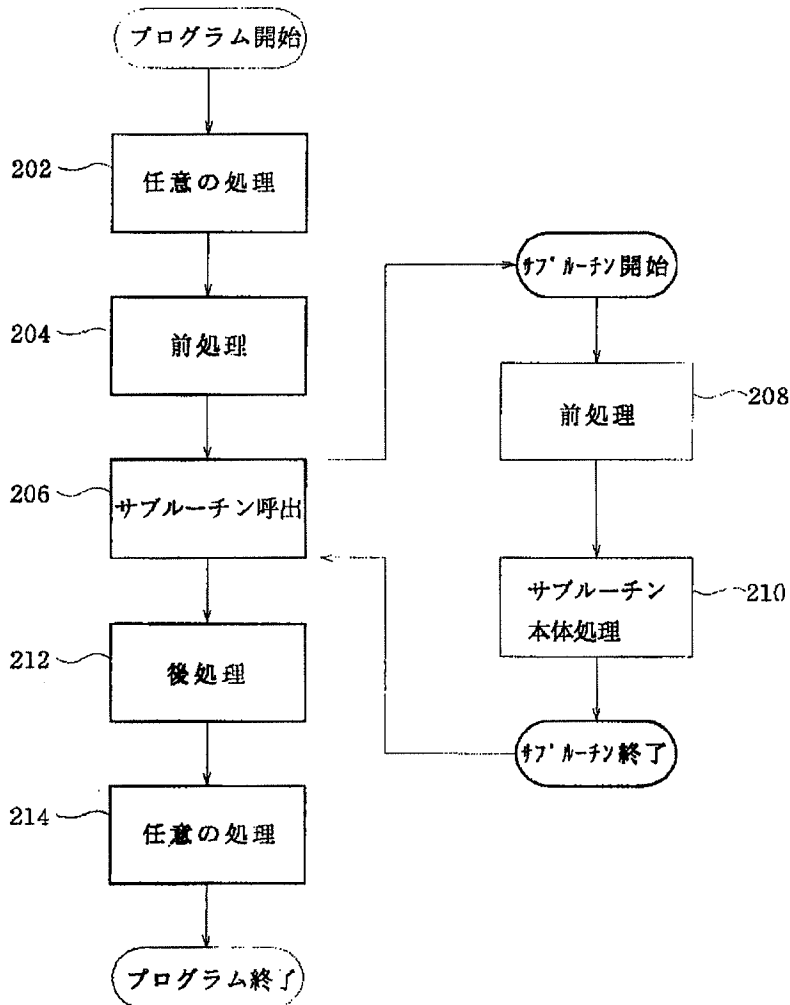 プログラム開始
202
任意の処理
204
前処理
206
サブルーチン呼出
212
後処理
214
任意の処理
プログラム終了
ｻﾌﾞﾙｰﾁﾝ開始
208
前処理
210
サブルーチン
本体処理
ｻﾌﾞﾙｰﾁﾝ終了